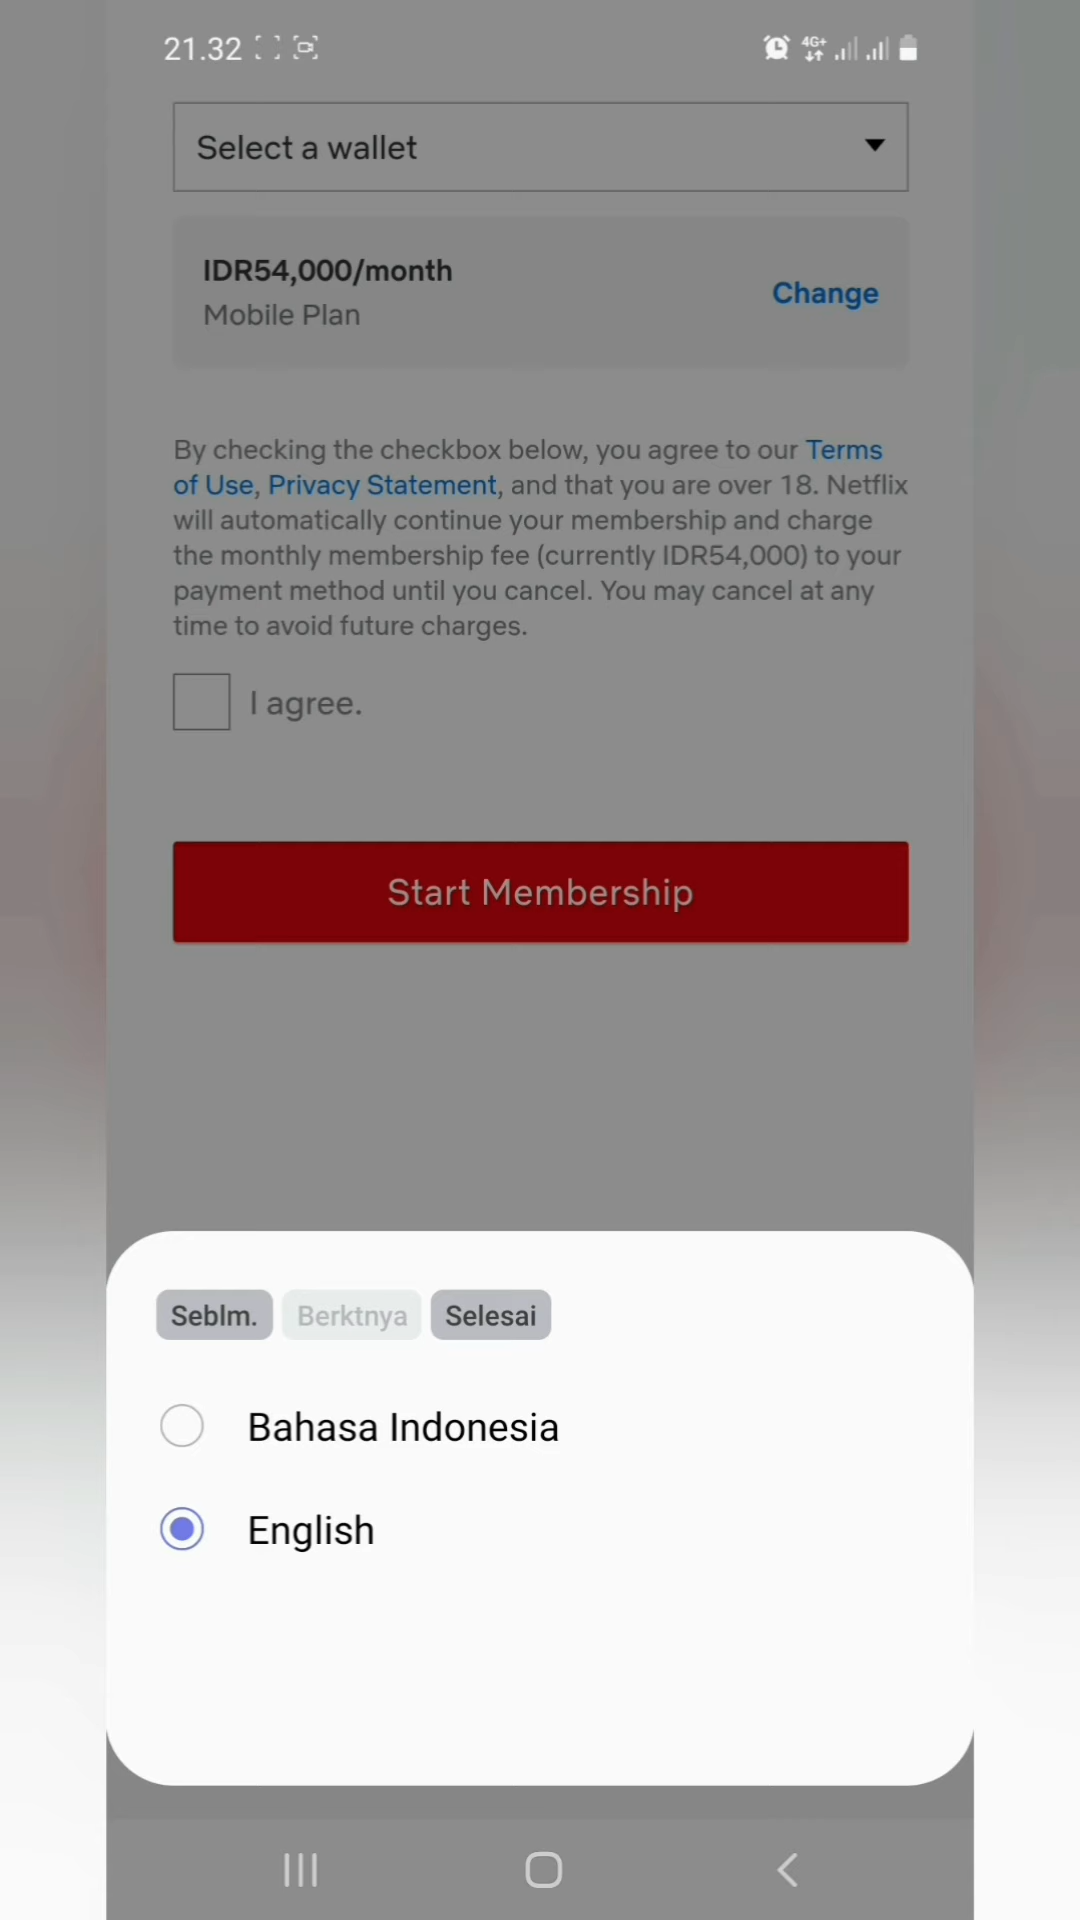 21.32
4G+
Select a wallet
IDR54,000/month
Mobile Plan
Change
By checking the checkbox below, you agree to our Terms
of Use, Privacy Statement, and that you are over 18. Netflix
will automatically continue your membership and charge
the monthly membership fee (currently IDR54,000) to your
payment method until you cancel. You may cancel at any
time to avoid future charges.
I agree.
Start Membership
Seblm. Berktnya Selesai
Bahasa Indonesia
English